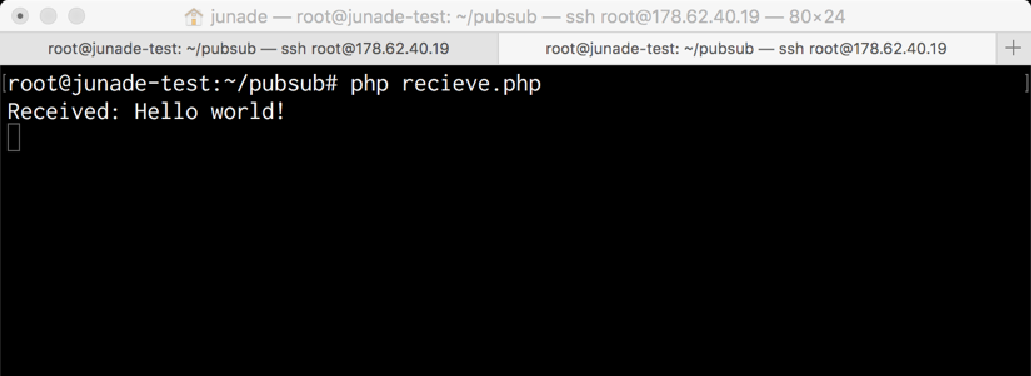 junade — root@junade-test: ~/pubsub — ssh root@178.62.40.19 — 80×24
root@junade-test: ~/pubsub — ssh root@178.62.40.19
root@junade-test: ~/pubsub — ssh root@178.62.40.19
root@junade-test:~/pubsub# php recieve.php
Received: Hello world!